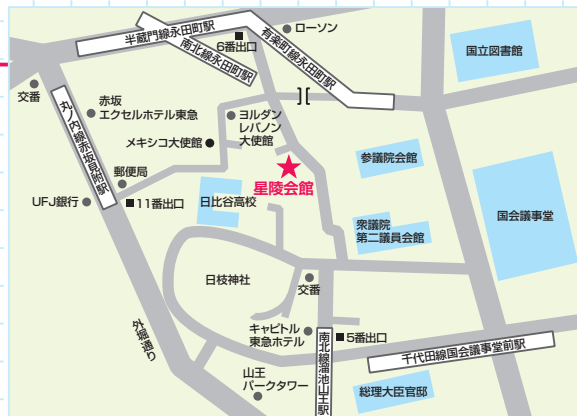 ローソン
半蔵門線永田町駅
南北線永田町駅
6番出口
有楽町線永田町駅
国立図書館
交番
赤坂
エクセルホテル東急
ヨルダン
レバノン
大使館
メキシコ大使館
丸ノ内線赤坂見附駅
郵便局
参議院会館
星陵会館
UFJ銀行
11番出口
日比谷高校
国会議事堂
衆議院
第二議員会館
日枝神社
交番
外堀通り
キャピトル
東急ホテル
南北線溜池山王駅
5番出口
千代田線国会議事堂前駅
山王
パークタワー
総理大臣官邸